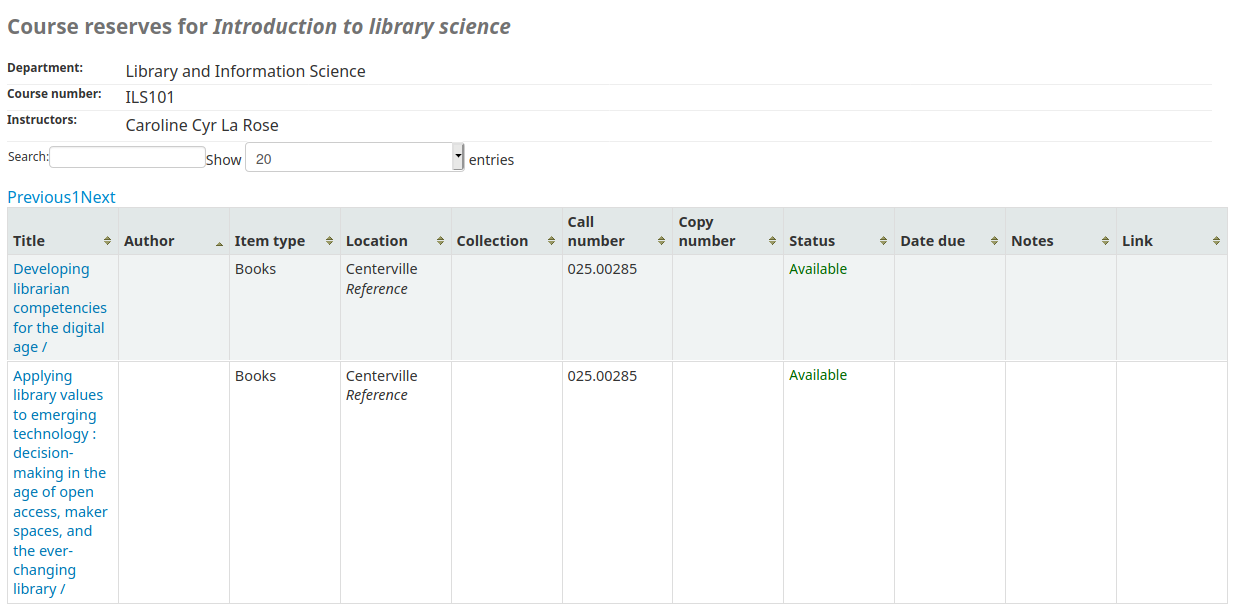 Course reserves for Introduction to library science
Department: Library and Information Science
Course number: ILS101
Instructors: Caroline Cyr La Rose
Search: Show 20 entries
Previous1Next
Title Author Item type Location Collection Call number Copy number Status Date due Notes Link
Developing librarian competencies for the digital age / Books Centerville Reference 025.00285 Available
Applying library values to emerging technology : decision-making in the age of open access, maker spaces, and the ever-changing library / Books Centerville Reference 025.00285 Available